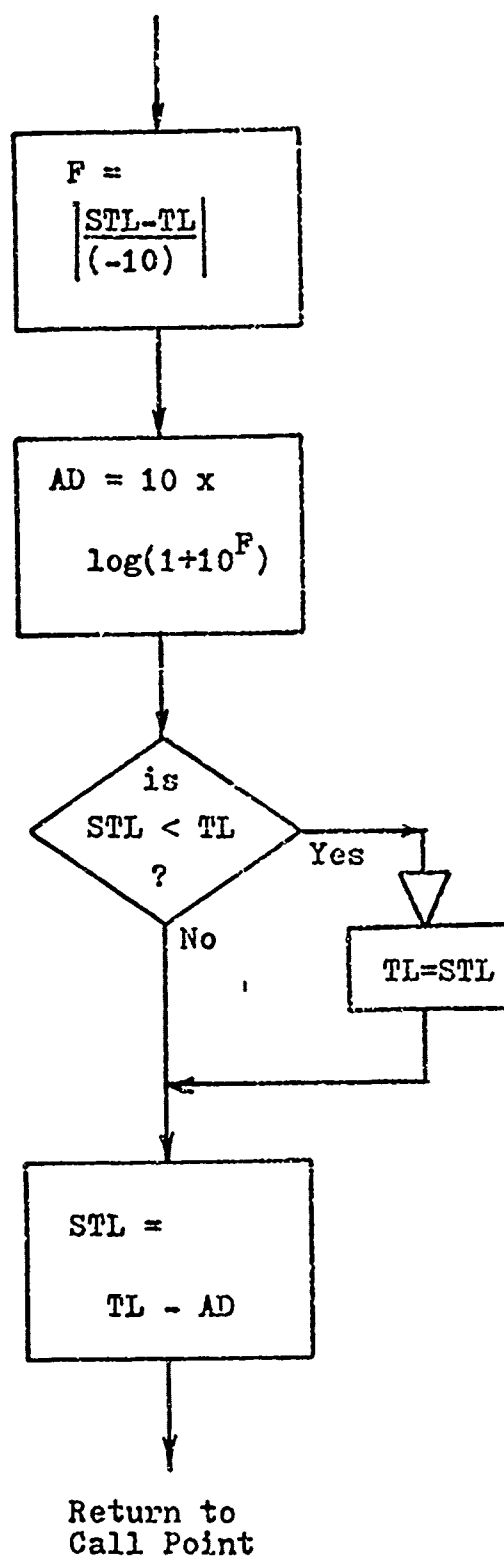 F =
|STL-TL
(-10)|
AD = 10 x
log(1+10^F)
is
STL < TL
?
Yes
No
TL=STL
STL =
TL - AD
Return to
Call Point